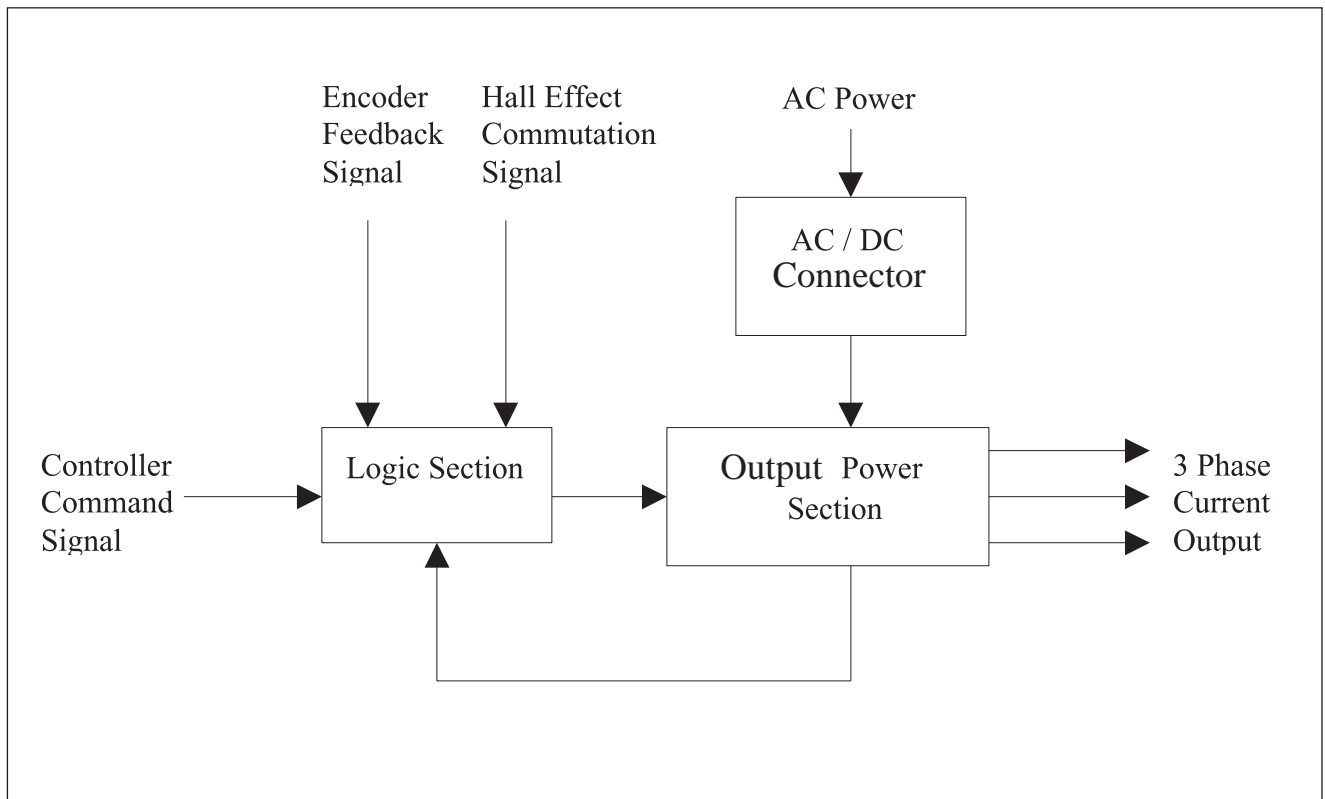 Encoder
Feedback
Signal
Hall Effect
Commutation
Signal
AC Power
AC / DC
Connector
Controller
Command
Signal
Logic Section
Output Power
Section
3 Phase
Current
Output